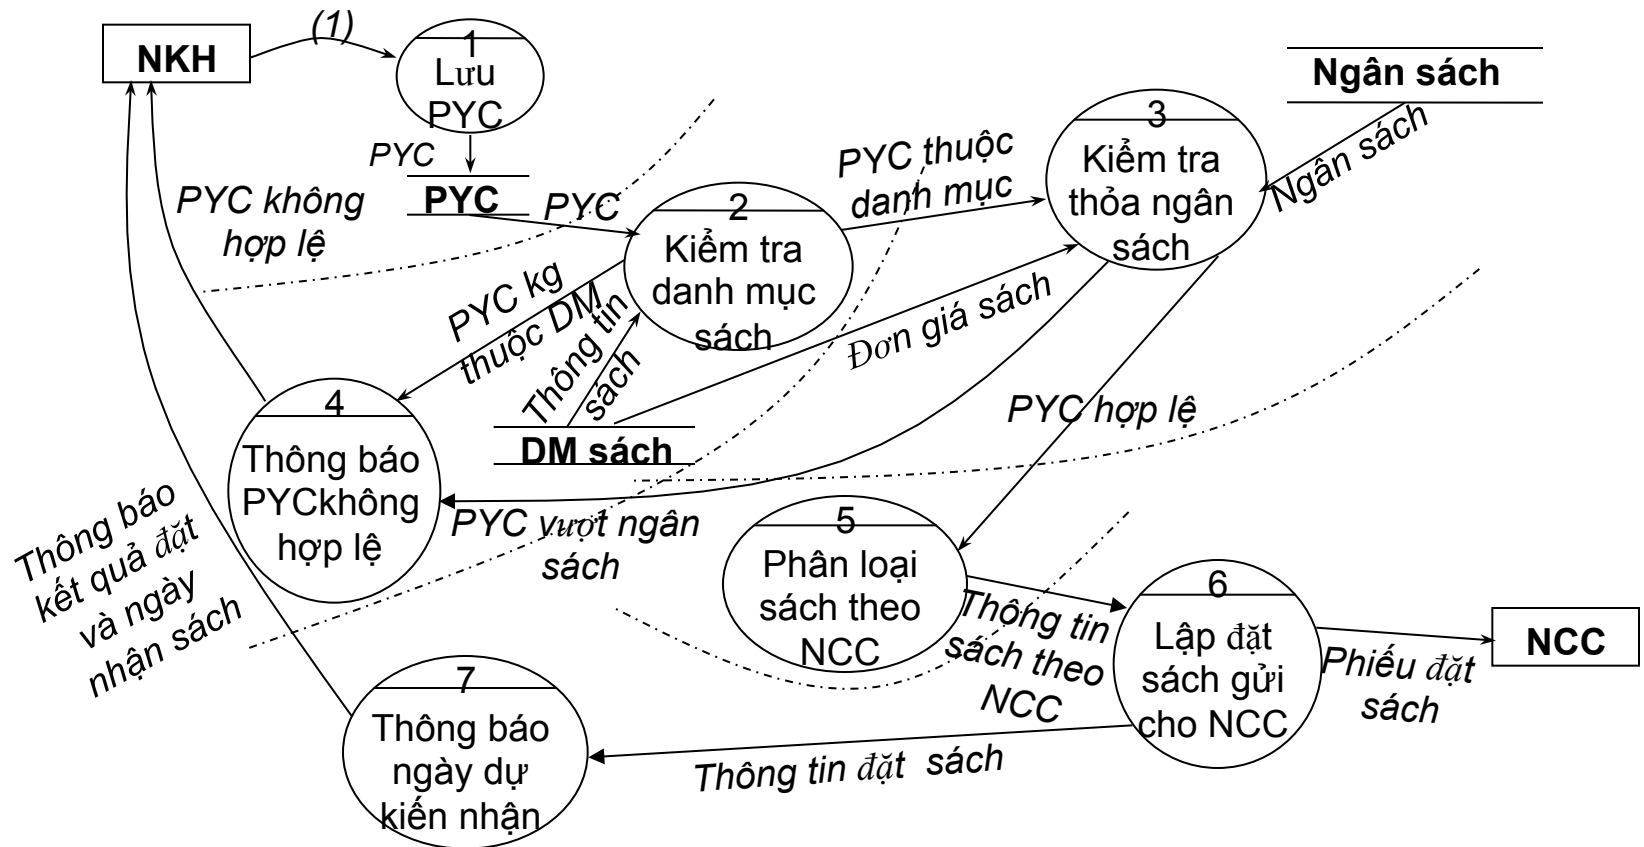 NKH
(1)
1
Lưu
PYC
PYC
PYC
PYC không
hợp lệ
PYC
2
Kiểm tra
danh mục
sách
PYC thuộc
danh mục
3
Kiểm tra
thỏa ngân
sách
Ngân sách
Ngân sách
PYC kg
thuộc DM
Thông tin
sách
DM sách
Đơn giá sách
PYC hợp lệ
4
Thông báo
PYCkhông
hợp lệ
PYC vượt ngân
sách
5
Phân loại
sách theo
NCC
Thông tin
sách theo
NCC
6
Lập đặt
sách gửi
cho NCC
Phiếu đặt
sách
NCC
Thông báo
kết quả đặt
và ngày
nhận sách
7
Thông báo
ngày dự
kiến nhận
Thông tin đặt sách